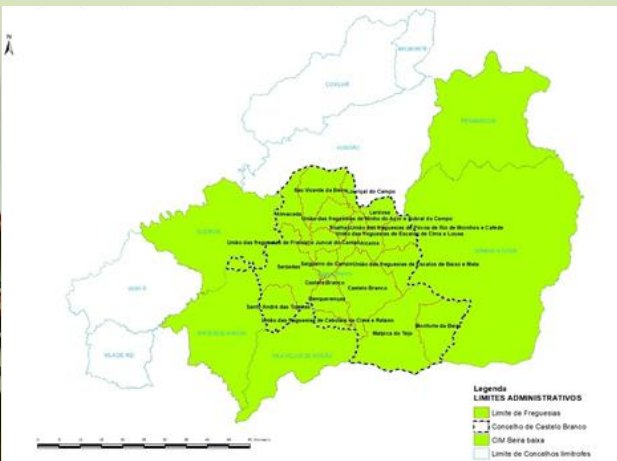 N
BELMONTE
COVILHÃ
FUNDÃO
PENAMACOR
São Vicente da Beira
Louriçal do Campo
Almaceda
Lardosa
União das freguesias de Ninho do Açor e Sobral do Campo
União das freguesias de Póvoa de Rio de Moinhos e Cafede
União das freguesias de Escalos de Cima e Lousa
Alcains
OLEIROS
União das freguesias de Freixial e Juncal do Campo
IDANHA-A-NOVA
Sarzedas
Salgueiro do Campo
União das freguesias de Escalos de Baixo e Mata
Castelo Branco
Castelo Branco
SERTÃ
Benquerenças
Santo André das Tojeiras
União das freguesias de Cebolais de Cima e Retaxo
Malpica do Tejo
Monforte da Beira
PROENÇA-A-NOVA
VILA DE REI
VILA VELHA DE RÓDÃO
Legenda
LIMITES ADMINISTRATIVOS
Limite de Freguesias
Concelho de Castelo Branco
CIM Beira baixa
Limite de Concelhos limítrofes